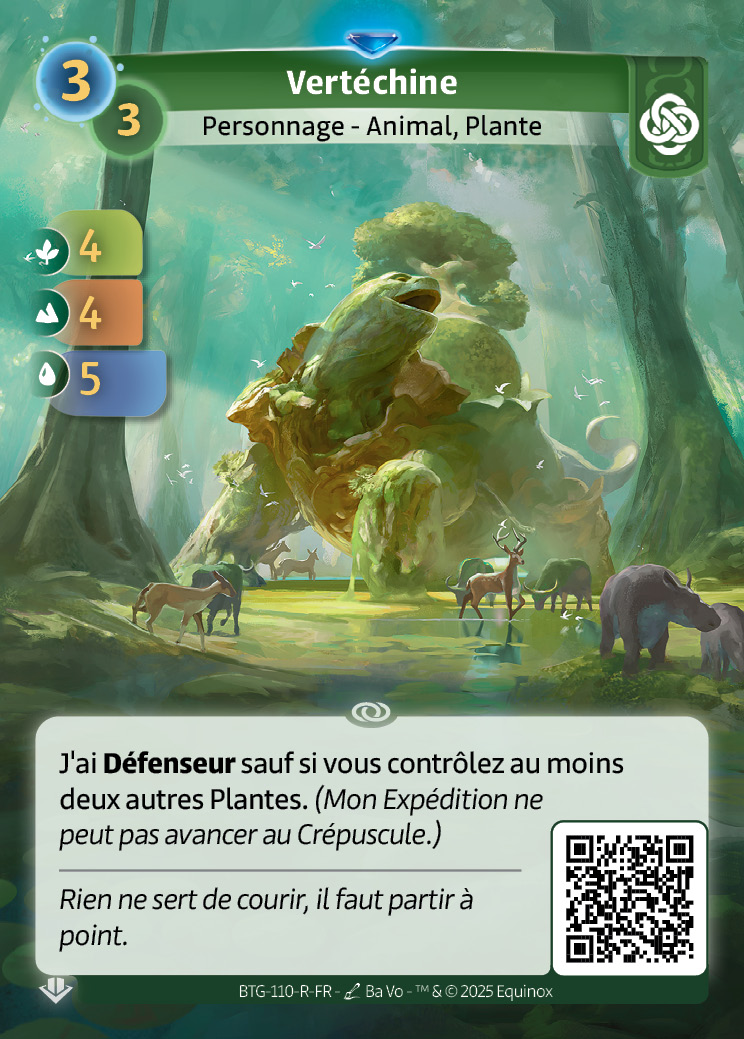 3
Vertéchine
3
Personnage - Animal, Plante
4
4
5
J'ai Défenseur sauf si vous contrôlez au moins
deux autres Plantes. (Mon Expédition ne
peut pas avancer au Crépuscule.)
Rien ne sert de courir, il faut partir à
point.
BTG-110-R-FR - Ba Vo - ™ & © 2025 Equinox